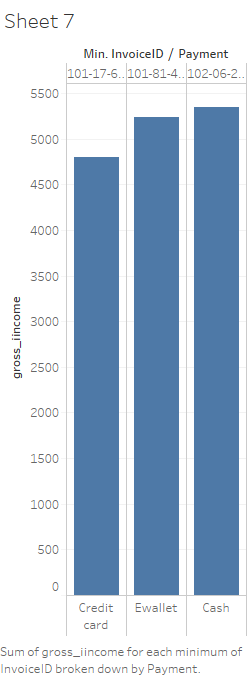 Sheet 7
Min. InvoiceID / Payment
101-17-6.. 101-81-4.. 102-06-2..
5500
5000
4500
4000
3500
3000
2500
2000
1500
1000
500
0
gross_iincome
Credit card
Ewallet
Cash
Sum of gross_iincome for each minimum of
InvoiceID broken down by Payment.